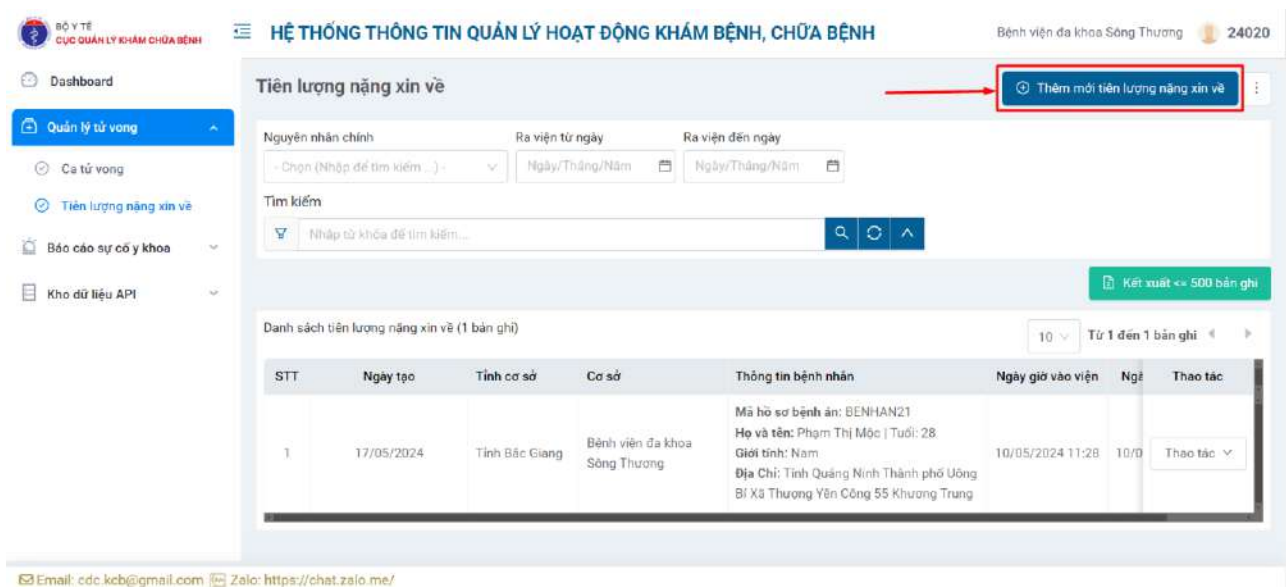 BỘ Y TẾ
CỤC QUẢN LÝ KHÁM CHỮA BỆNH
HỆ THỐNG THÔNG TIN QUẢN LÝ HOẠT ĐỘNG KHÁM BỆNH, CHỮA BỆNH
Bệnh viện đa khoa Sông Thương
24020
Dashboard
Quản lý tử vong
Ca tử vong
Tiên lượng nặng xin về
Báo cáo sự cố y khoa
Kho dữ liệu API
Tiên lượng nặng xin về
Thêm mới tiên lượng nặng xin về
Nguyên nhân chính
Ra viện từ ngày
Ra viện đến ngày
- Chọn (Nhập để tìm kiếm ...) -
Ngày/Tháng/Năm
Ngày/Tháng/Năm
Tìm kiếm
Nhập từ khóa để tìm kiếm...
Kết xuất <= 500 bản ghi
Danh sách tiên lượng nặng xin về (1 bản ghi)
10
Từ 1 đến 1 bản ghi
STT Ngày tạo Tỉnh cơ sở Cơ sở Thông tin bệnh nhân Ngày giờ vào viện Ngà Thao tác
Mã hồ sơ bệnh án: BENHAN21
Họ và tên: Phạm Thị Mộc | Tuổi: 28
1 17/05/2024 Tỉnh Bắc Giang Bệnh viện đa khoa Sông Thương Giới tính: Nam 10/05/2024 11:28 10/0 Thao tác
Địa Chỉ: Tỉnh Quảng Ninh Thành phố Uông
Bí Xã Thượng Yên Công 55 Khương Trung
Email: cdc.kcb@gmail.com Zalo: https://chat.zalo.me/